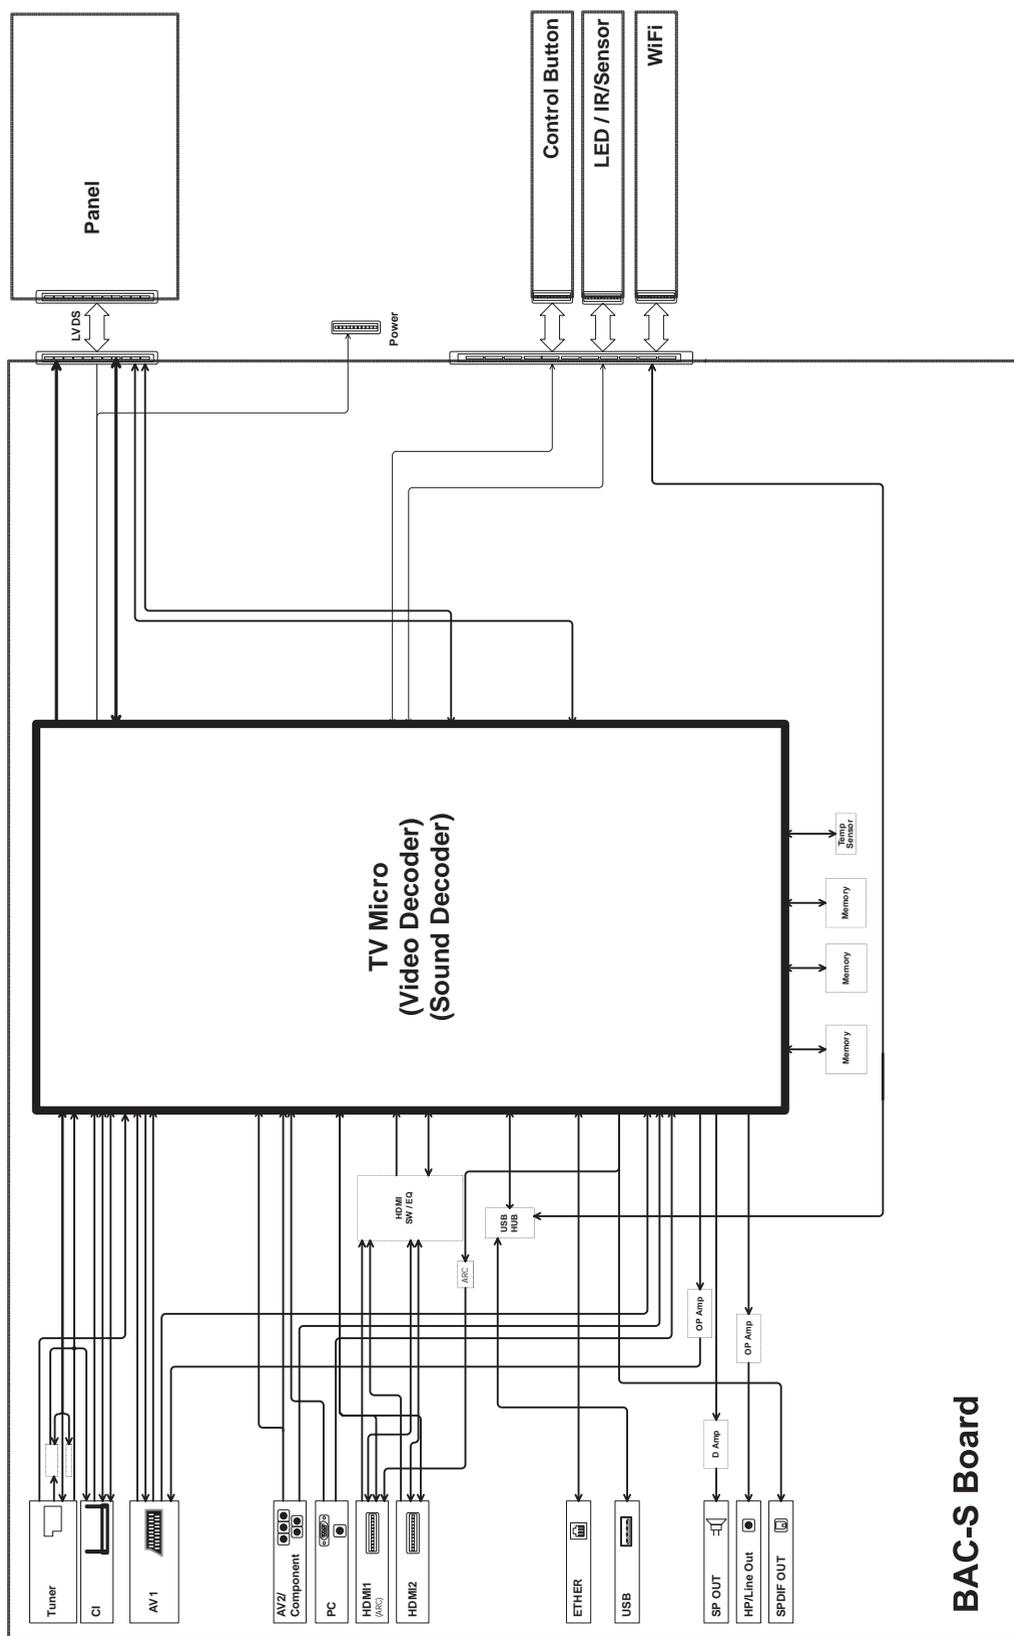 Tuner
CI
AV1
AV2/
Component
PC
HDMI1
(ARC)
HDMI2
ETHER
USB
SP OUT
HP/Line Out
SPDIF OUT
HDMI
SW / EQ
USB
HUB
ARC
OP Amp
OP Amp
D Amp
TV Micro
(Video Decoder)
(Sound Decoder)
Memory
Memory
Memory
Temp
Sensor
LVDS
Panel
Power
Control Button
LED / IR/Sensor
WiFi
BAC-S Board